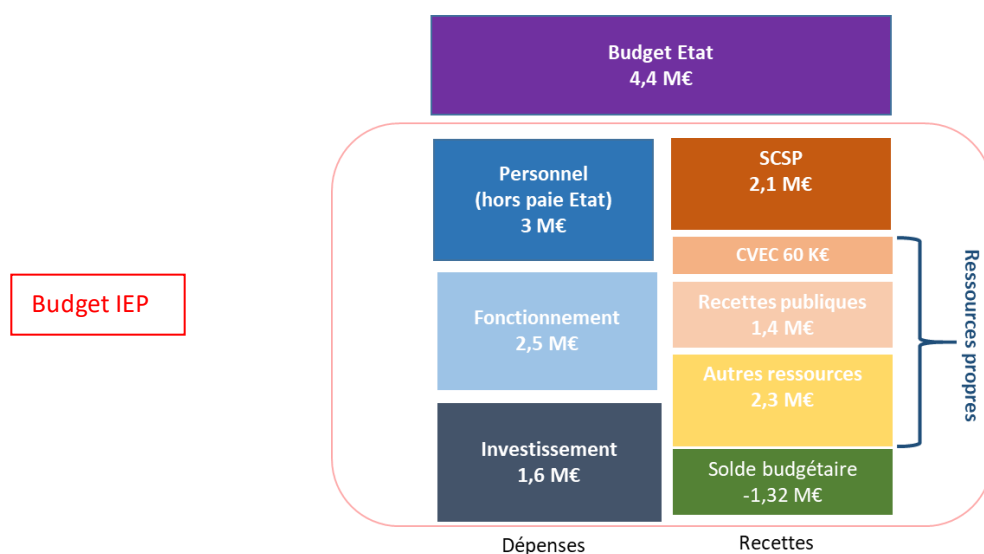 Budget Etat
4,4 M€
Budget IEP
Personnel
(hors paie Etat)
3 M€
Fonctionnement
2,5 M€
Investissement
1,6 M€
Dépenses
SCSP
2,1 M€
CVEC 60 K€
Recettes publiques
1,4 M€
Autres ressources
2,3 M€
Solde budgétaire
-1,32 M€
Recettes
Ressources propres